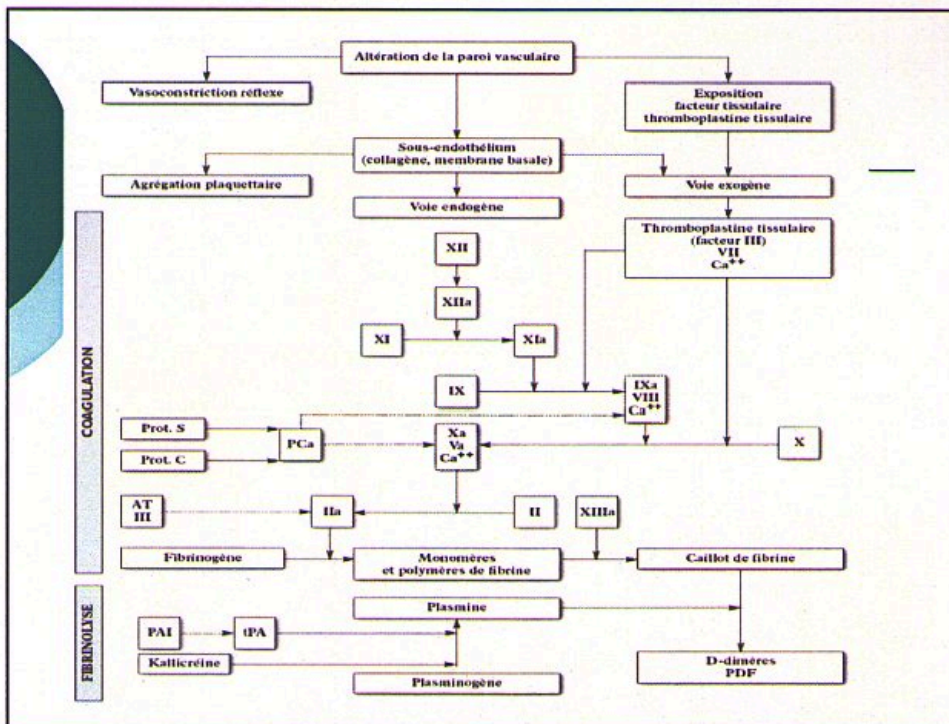 Altération de la paroi vasculaire
Vasoconstriction réflexe
Exposition
facteur tissulaire
thromboplastine tissulaire
Sous-endothélium
(collagène, membrane basale)
Agrégation plaquettaire
Voie exogène
Voie endogène
Thromboplastine tissulaire
(facteur III)
VII
Ca++
XII
XIIa
XI
XIa
IX
IXa
VIII
Ca++
COAGULATION
Prot. S
PCa
Xa
Va
Ca++
X
Prot. C
AT
III
IIa
II
XIIIa
Fibrinogène
Monomères
et polymères de fibrine
Caillot de fibrine
FIBRINOLYSE
Plasmine
PAI
tPA
Kallicréine
Plasminogène
D-dimères
PDF